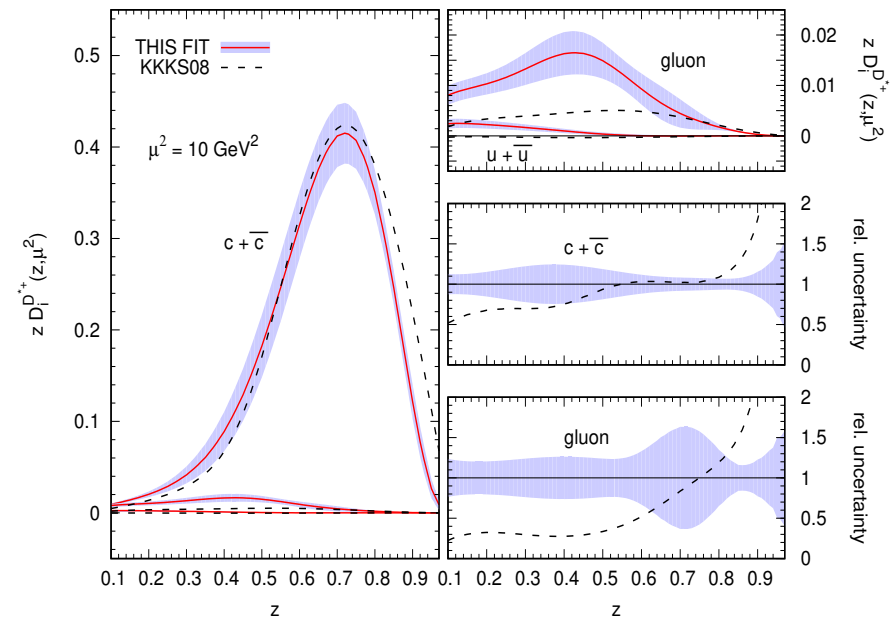 THIS FIT
KKKS08
μ² = 10 GeV²
c + c̅
z D_i^{D*+}(z,μ²)
0.5
0.4
0.3
0.2
0.1
0
0.1 0.2 0.3 0.4 0.5 0.6 0.7 0.8 0.9
z
gluon
u + u̅
0.02
0.01
0
z D_i^{D*+}(z,μ²)
c + c̅
2
1.5
1
0.5
0
rel. uncertainty
gluon
2
1.5
1
0.5
0
rel. uncertainty
0.1 0.2 0.3 0.4 0.5 0.6 0.7 0.8 0.9
z